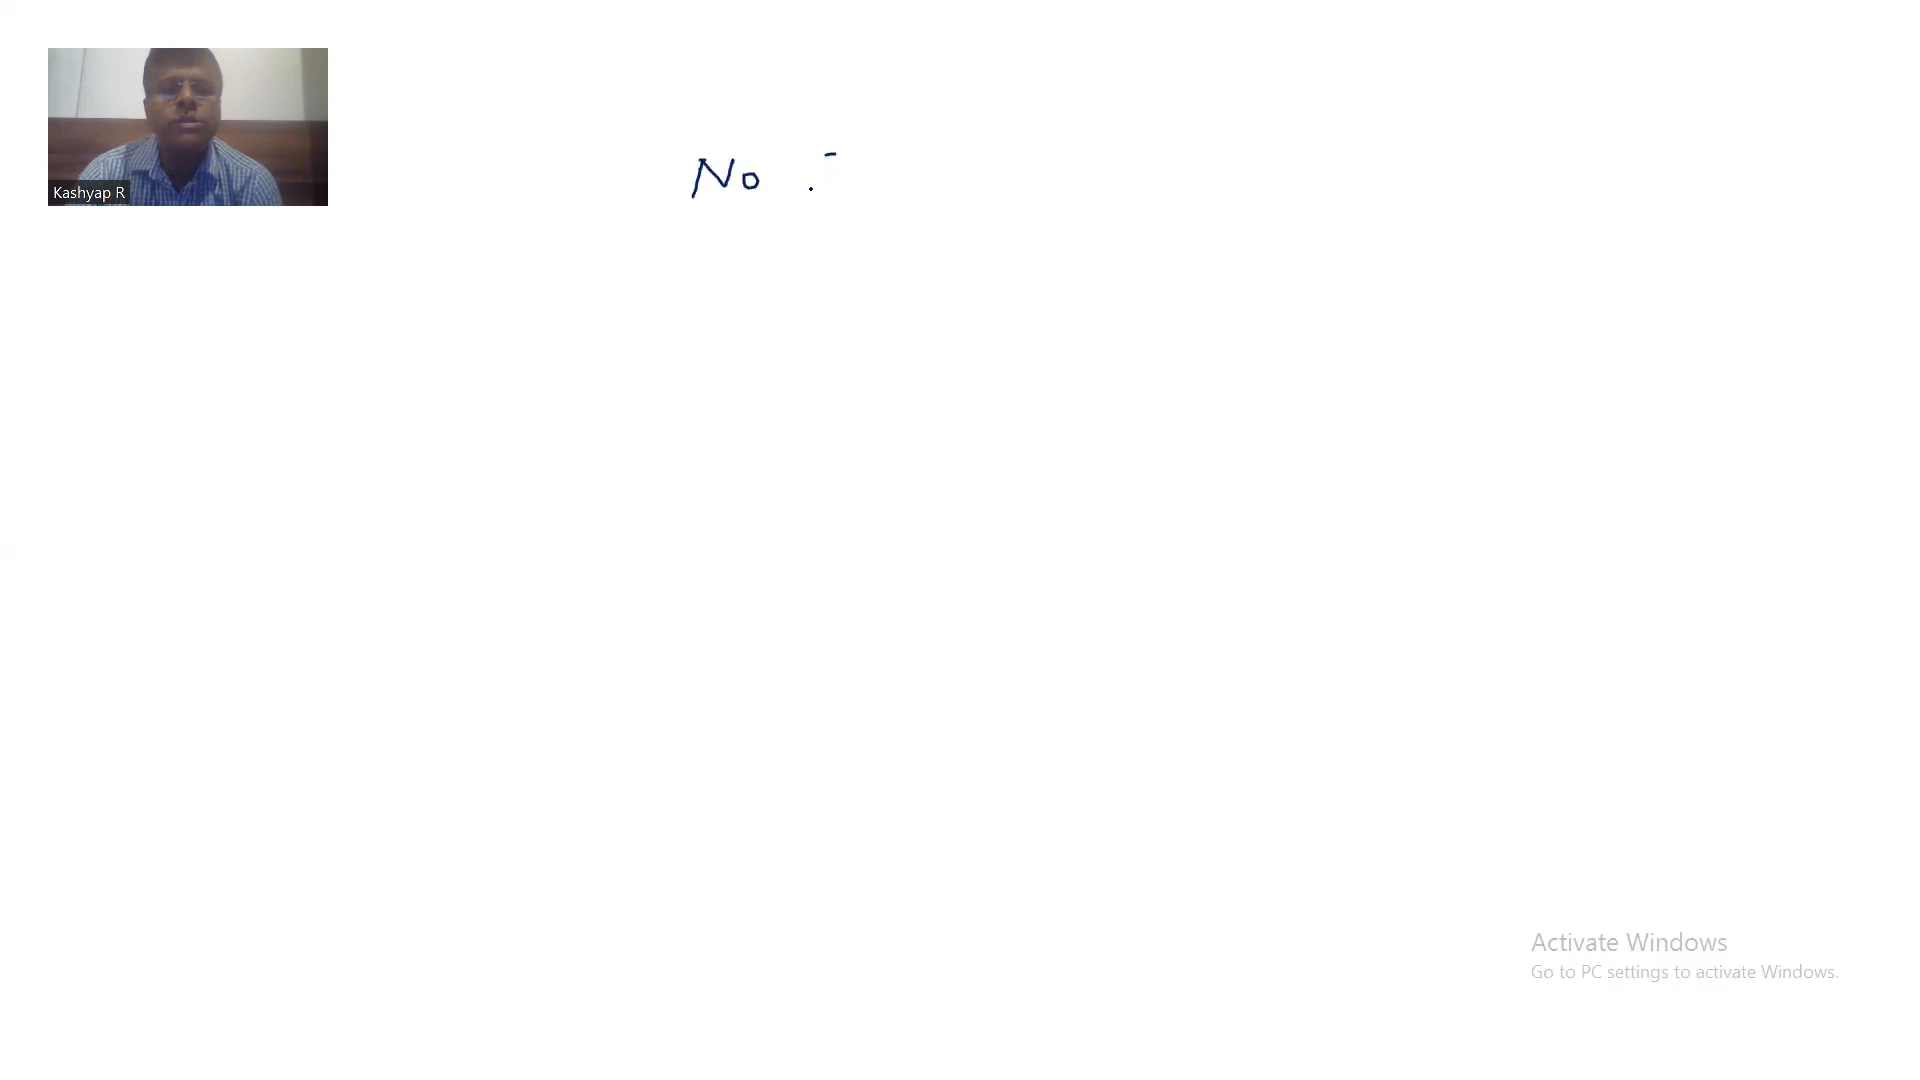 Kashyap R
No
Activate Windows
Go to PC settings to activate Windows.